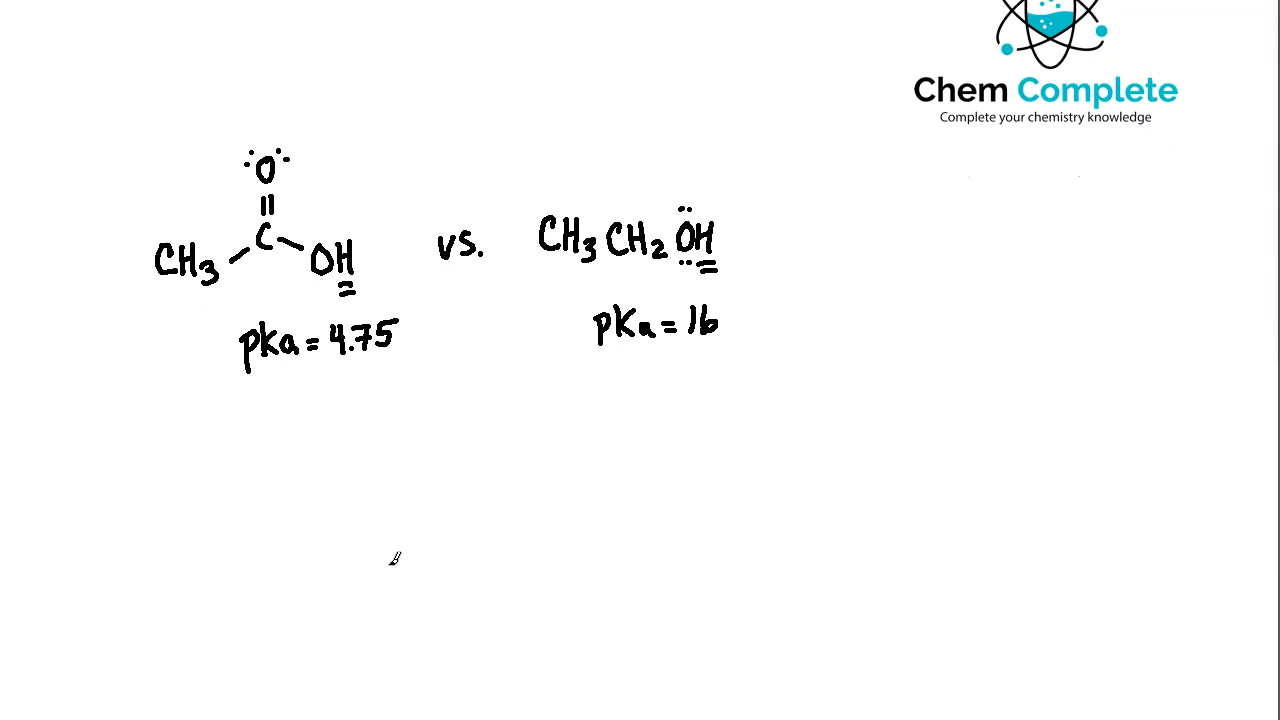 Chem Complete
Complete your chemistry knowledge
O
||
C
CH3 OH vs. CH3CH2OH
pKa = 4.75 pKa = 16